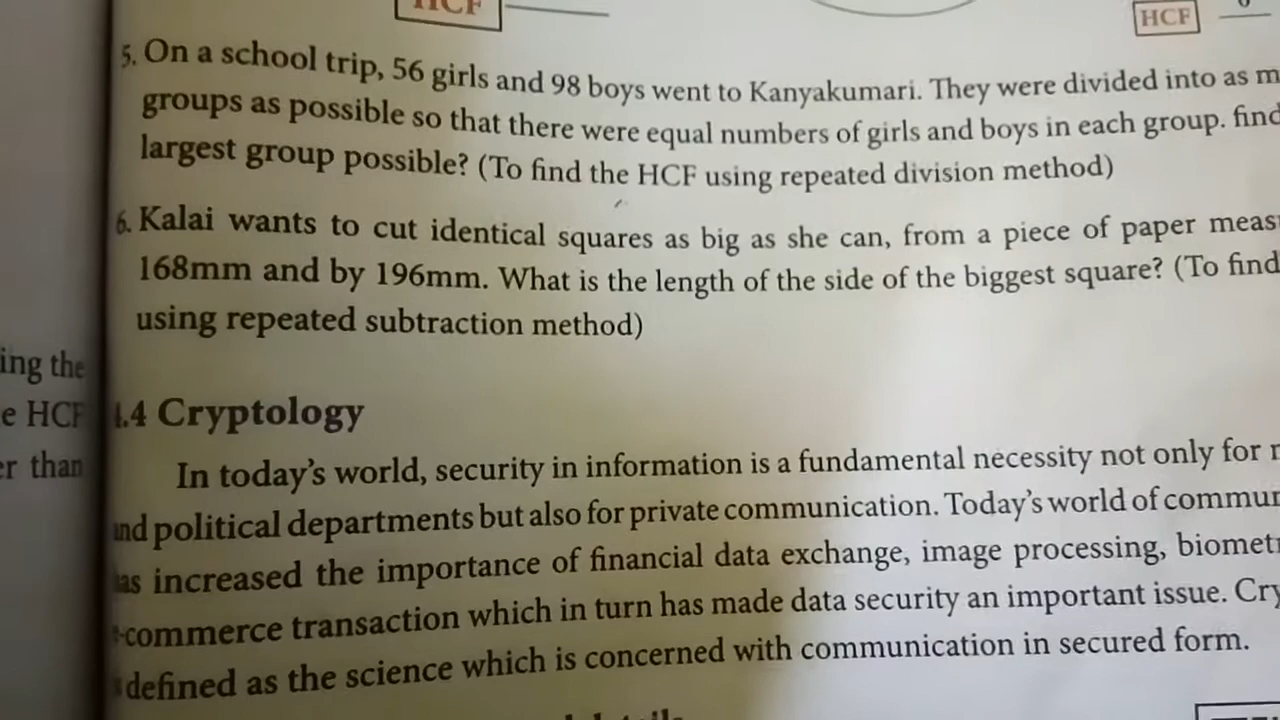 HCF
HCF
5. On a school trip, 56 girls and 98 boys went to Kanyakumari. They were divided into as m
groups as possible so that there were equal numbers of girls and boys in each group. find
largest group possible? (To find the HCF using repeated division method)
6. Kalai wants to cut identical squares as big as she can, from a piece of paper meas
168mm and by 196mm. What is the length of the side of the biggest square? (To find
using repeated subtraction method)
ing the
e HCF
er than
.4 Cryptology
In today's world, security in information is a fundamental necessity not only for
and political departments but also for private communication. Today's world of commun
as increased the importance of financial data exchange, image processing, biometr
-commerce transaction which in turn has made data security an important issue. Cry
defined as the science which is concerned with communication in secured form.